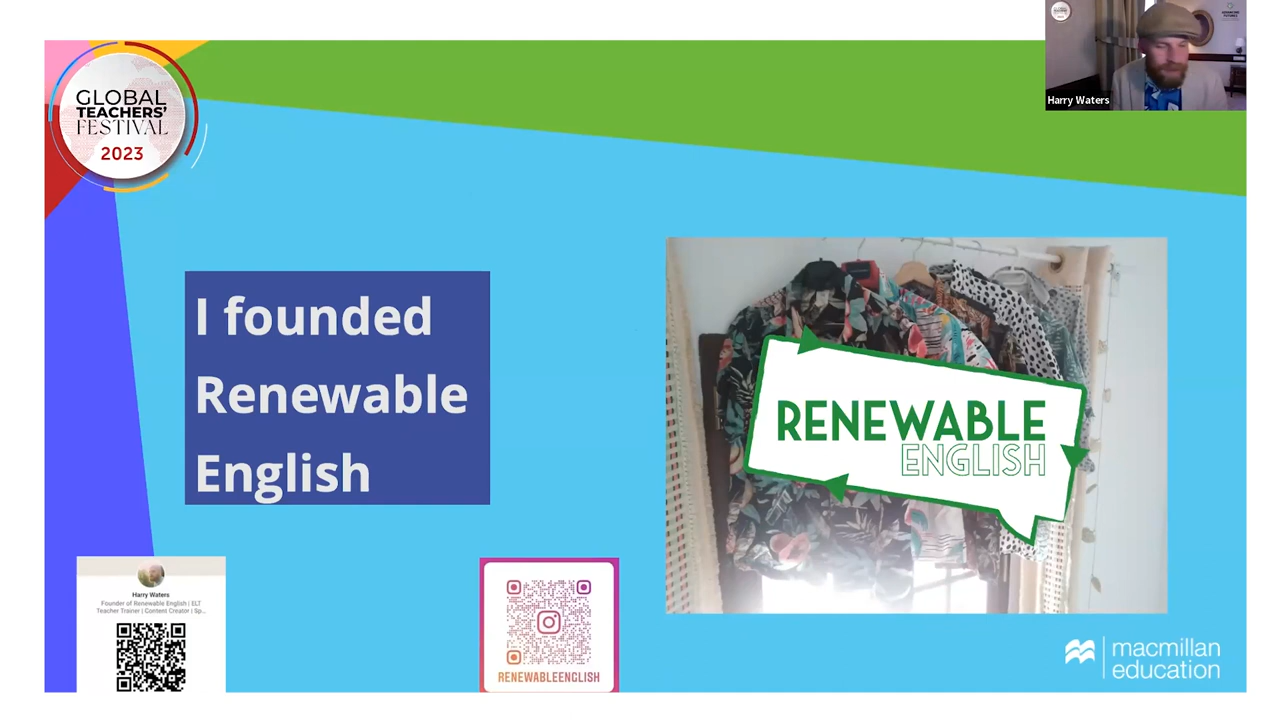 GLOBAL
TEACHERS'
FESTIVAL
2023
Harry Waters
I founded
Renewable
English
RENEWABLE
ENGLISH
Harry Waters
Founder of Renewable English | ELT
Teacher Trainer | Content Creator | Sp...
RENEWABLEENGLISH
macmillan
education